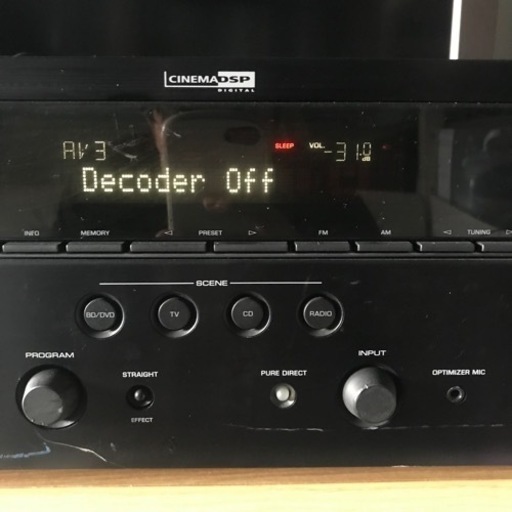 CINEMA DSP
DIGITAL
AV3 SLEEP VOL. -31.0 dB
Decoder Off
INFO MEMORY PRESET FM AM TUNING
SCENE
BD/DVD TV CD RADIO
PROGRAM STRAIGHT PURE DIRECT INPUT OPTIMIZER MIC
EFFECT